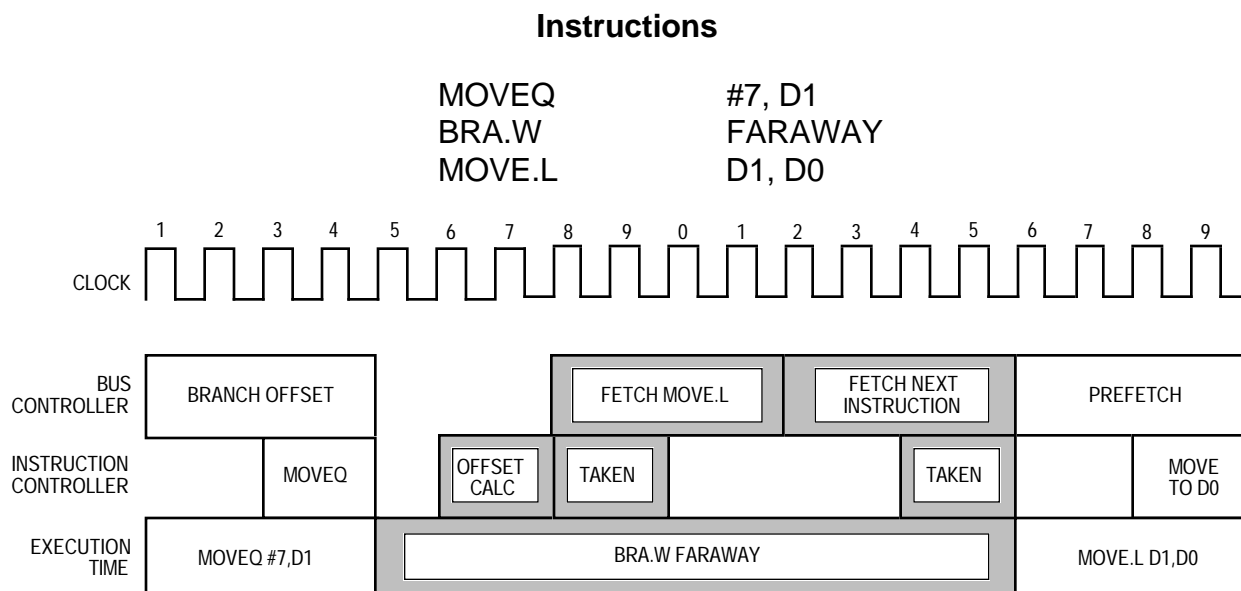 Instructions
MOVEQ #7, D1
BRA.W FARAWAY
MOVE.L D1, D0
1 2 3 4 5 6 7 8 9 0 1 2 3 4 5 6 7 8 9
CLOCK
BUS
CONTROLLER
BRANCH OFFSET
FETCH MOVE.L
FETCH NEXT
INSTRUCTION
PREFETCH
INSTRUCTION
CONTROLLER
MOVEQ
OFFSET
CALC
TAKEN
TAKEN
MOVE
TO D0
EXECUTION
TIME
MOVEQ #7,D1
BRA.W FARAWAY
MOVE.L D1,D0